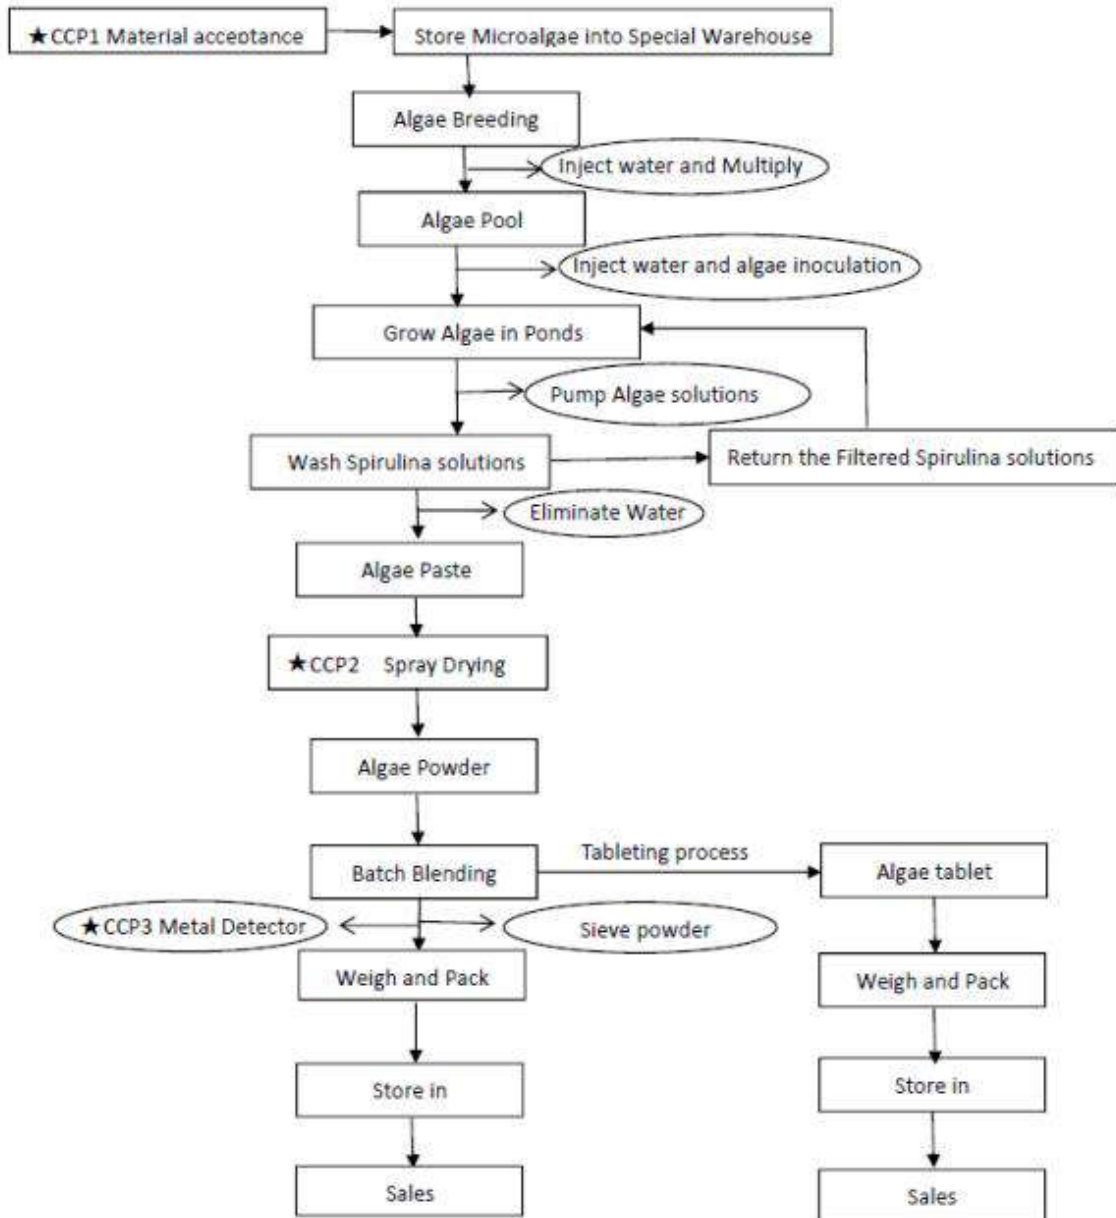 ★CCP1 Material acceptance
Store Microalgae into Special Warehouse
Algae Breeding
Inject water and Multiply
Algae Pool
Inject water and algae inoculation
Grow Algae in Ponds
Pump Algae solutions
Wash Spirulina solutions
Return the Filtered Spirulina solutions
Eliminate Water
Algae Paste
★CCP2 Spray Drying
Algae Powder
Batch Blending
Tableting process
Algae tablet
★CCP3 Metal Detector
Sieve powder
Weigh and Pack
Weigh and Pack
Store in
Store in
Sales
Sales